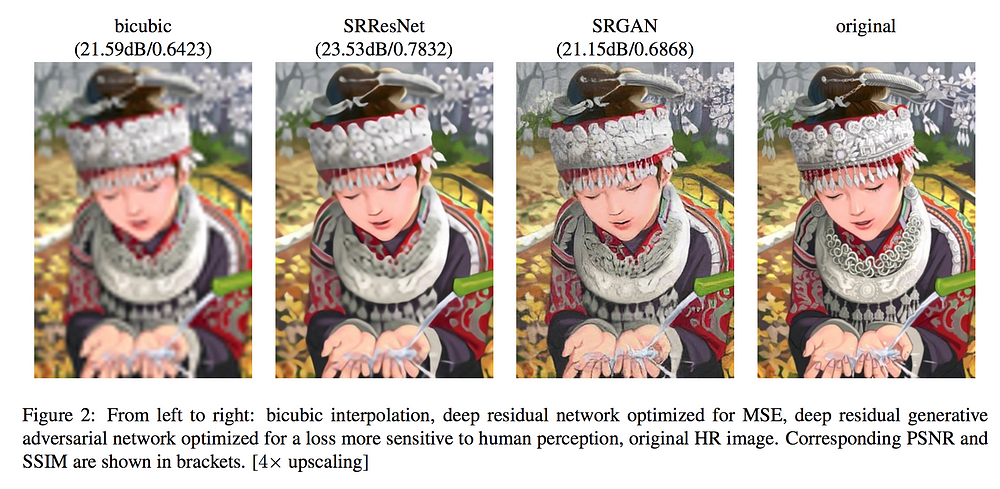 bicubic
(21.59dB/0.6423)
SRResNet
(23.53dB/0.7832)
SRGAN
(21.15dB/0.6868)
original
Figure 2: From left to right: bicubic interpolation, deep residual network optimized for MSE, deep residual generative
adversarial network optimized for a loss more sensitive to human perception, original HR image. Corresponding PSNR and
SSIM are shown in brackets. [4× upscaling]